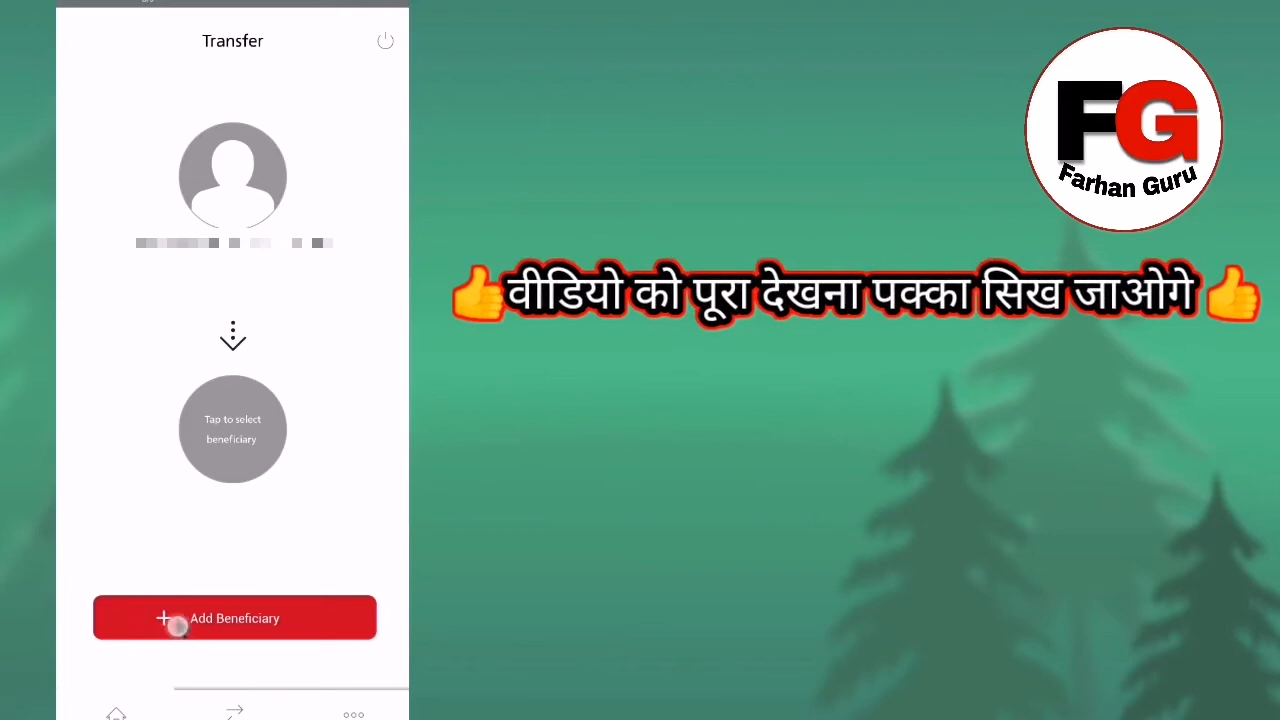 Transfer
Tap to select
beneficiary
+ Add Beneficiary
FG
Farhan Guru
👍वीडियो को पूरा देखना पक्का सिख जाओगे 👍